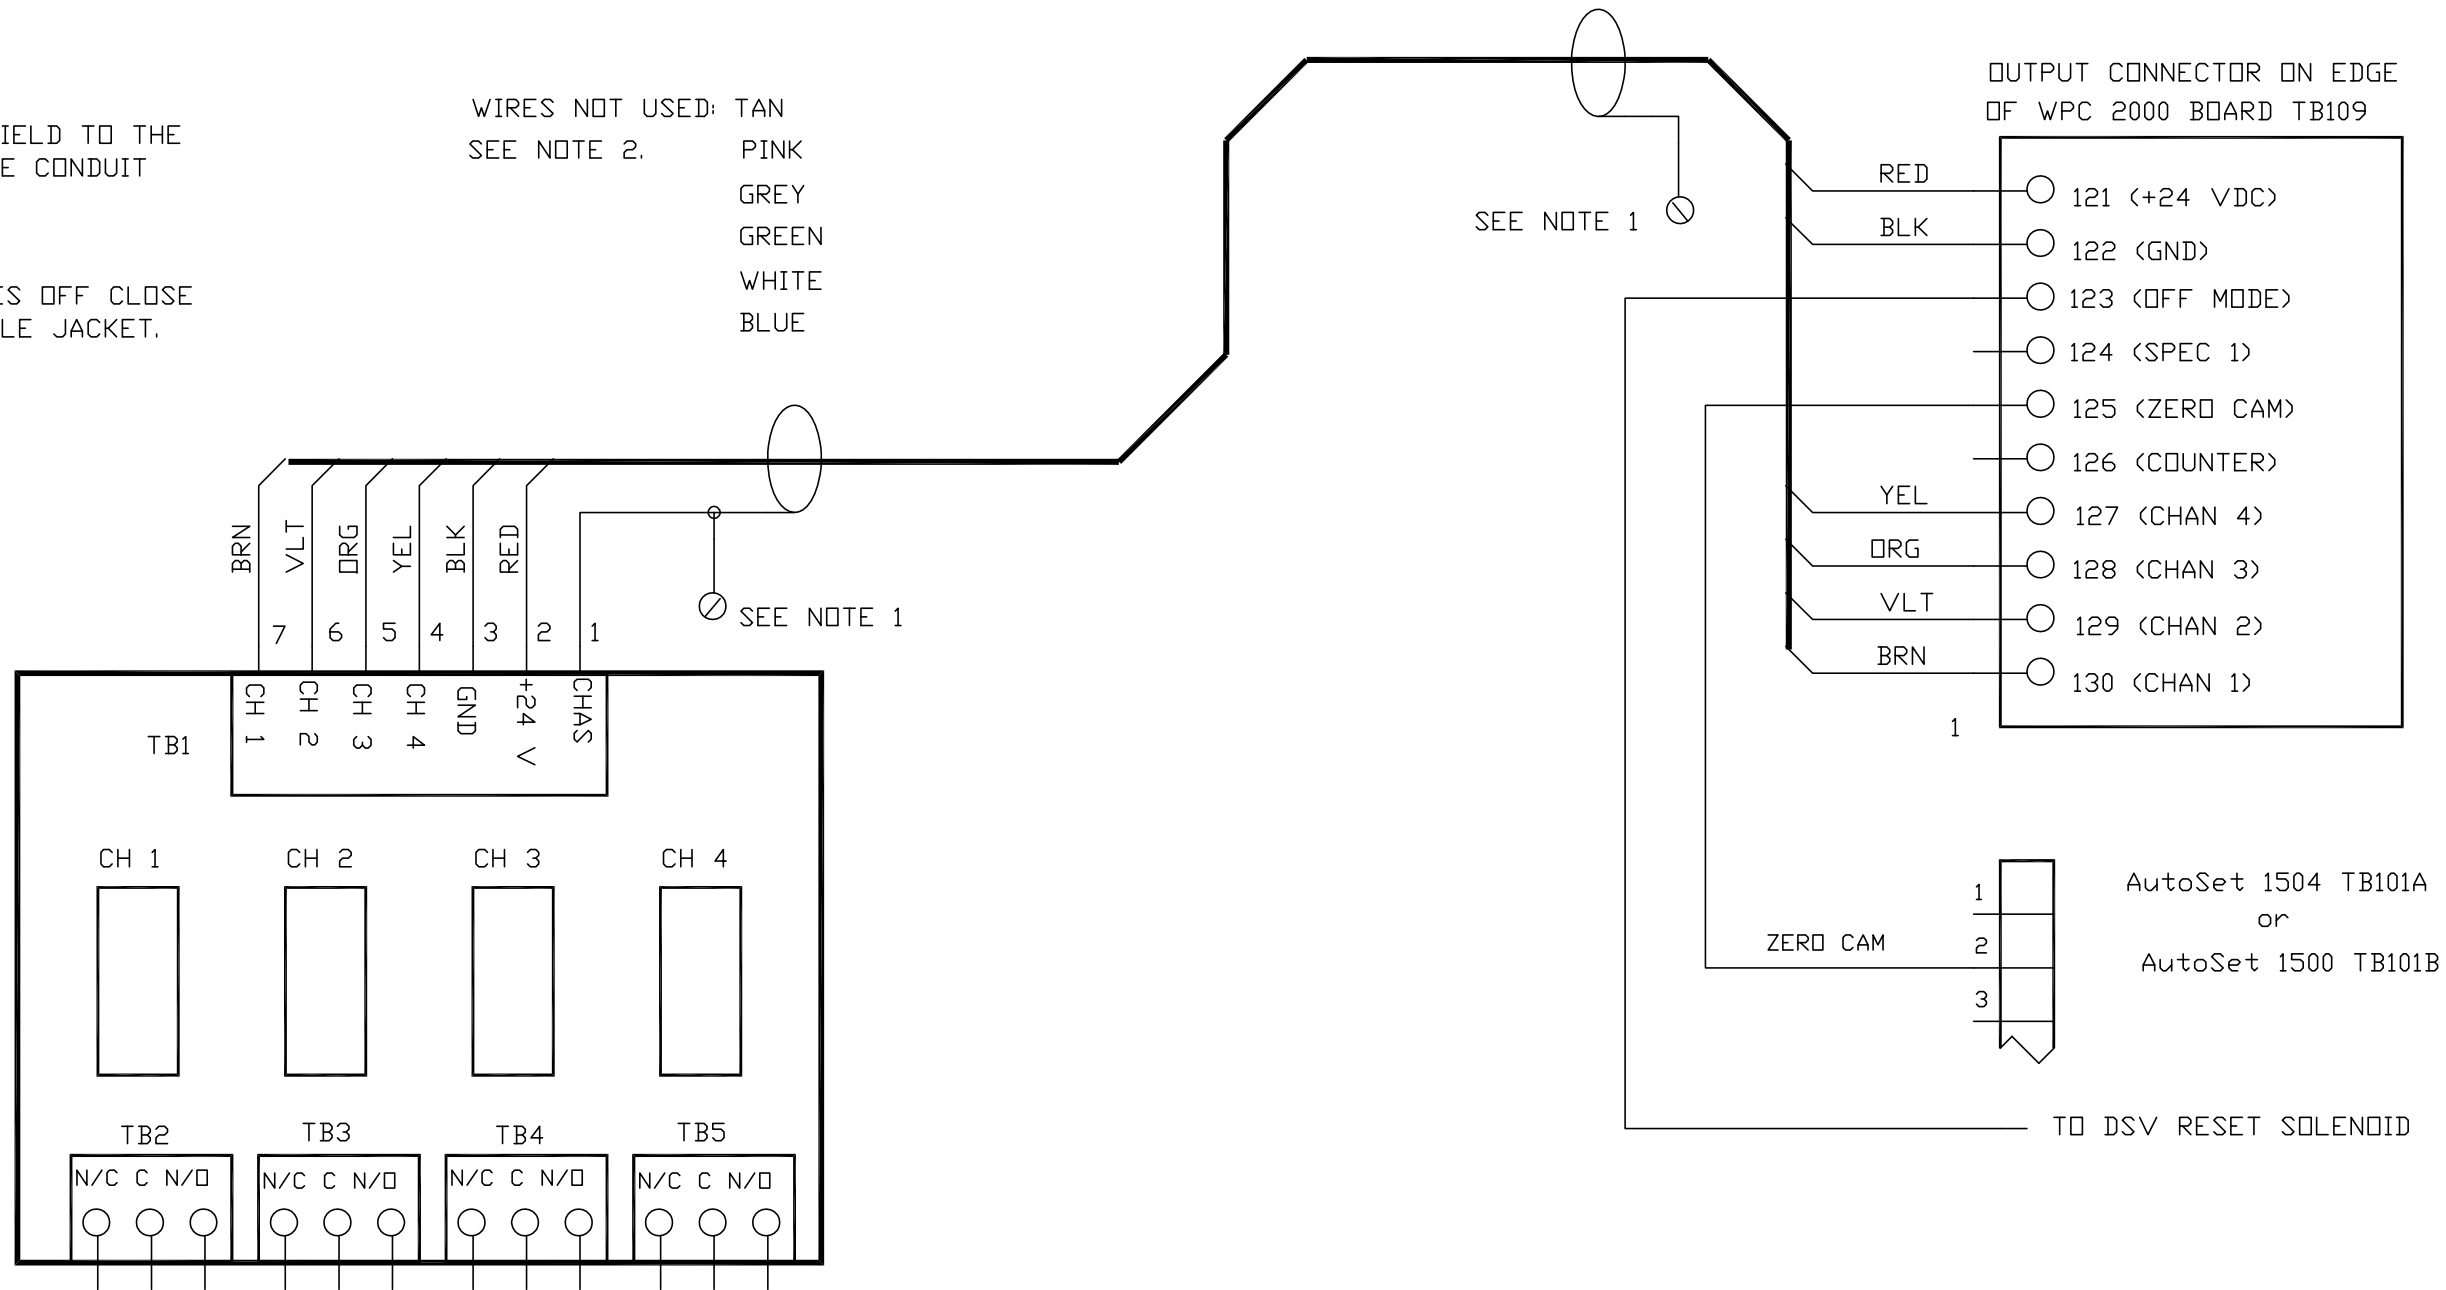 IELD TO THE
E CONDUIT
ES OFF CLOSE
LE JACKET.
WIRES NOT USED: TAN
SEE NOTE 2. PINK
GREY
GREEN
WHITE
BLUE
SEE NOTE 1
OUTPUT CONNECTOR ON EDGE
OF WPC 2000 BOARD TB109
RED
121 (+24 VDC)
BLK
122 (GND)
123 (OFF MODE)
124 (SPEC 1)
125 (ZERO CAM)
126 (COUNTER)
YEL
127 (CHAN 4)
ORG
128 (CHAN 3)
VLT
129 (CHAN 2)
BRN
130 (CHAN 1)
1
BRN VLT ORG YEL BLK RED
7 6 5 4 3 2 1
SEE NOTE 1
TB1
CH 1 CH 2 CH 3 CH 4 GND +24 V CHAS
CH 1 CH 2 CH 3 CH 4
TB2 TB3 TB4 TB5
N/C C N/O N/C C N/O N/C C N/O N/C C N/O
1
2
3
ZERO CAM
AutoSet 1504 TB101A
or
AutoSet 1500 TB101B
TO DSV RESET SOLENOID